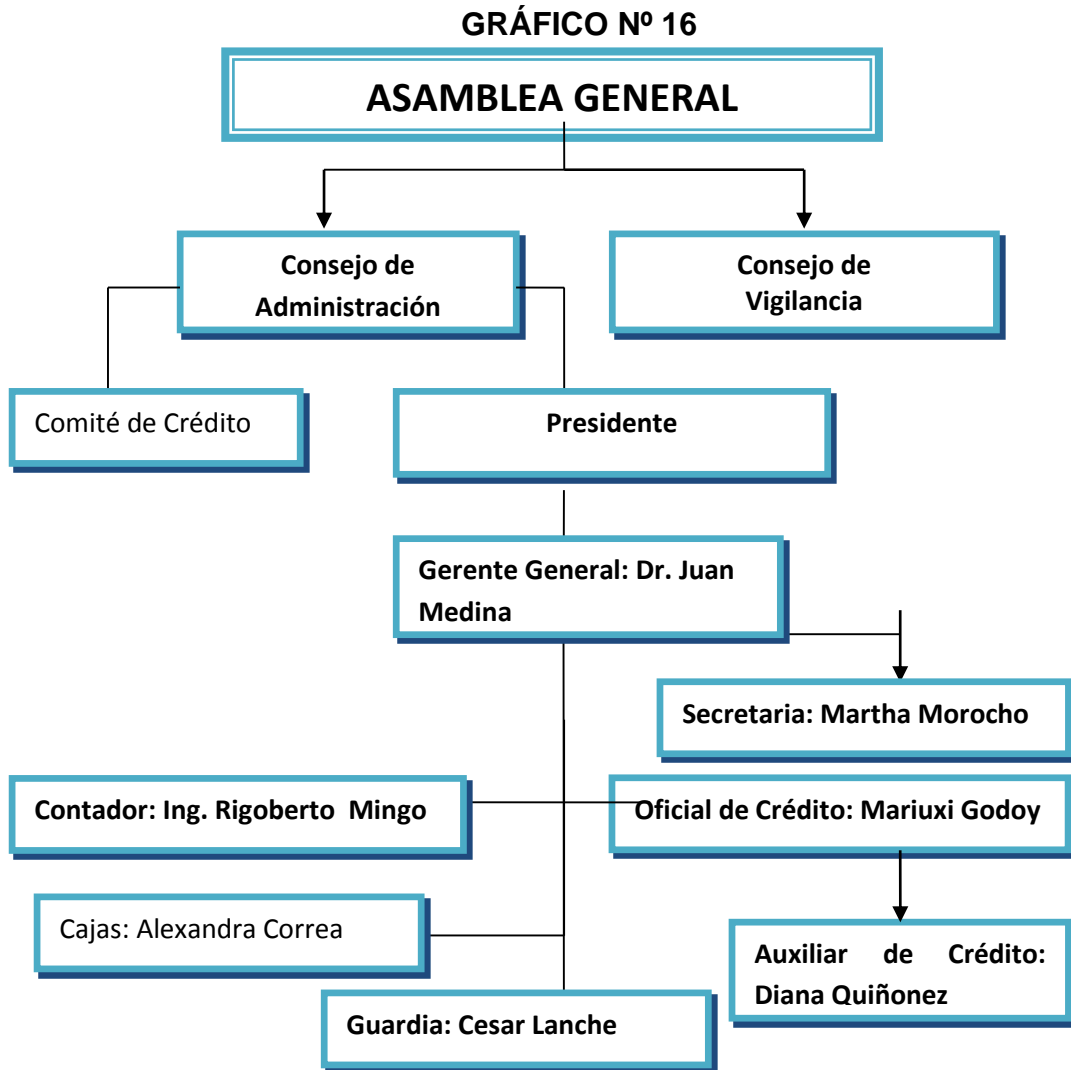 GRÁFICO Nº 16
ASAMBLEA GENERAL
Consejo de
Administración
Consejo de
Vigilancia
Comité de Crédito
Presidente
Gerente General: Dr. Juan
Medina
Secretaria: Martha Morocho
Contador: Ing. Rigoberto  Mingo
Oficial de Crédito: Mariuxi Godoy
Cajas: Alexandra Correa
Auxiliar de Crédito:
Diana Quiñonez
Guardia: Cesar Lanche